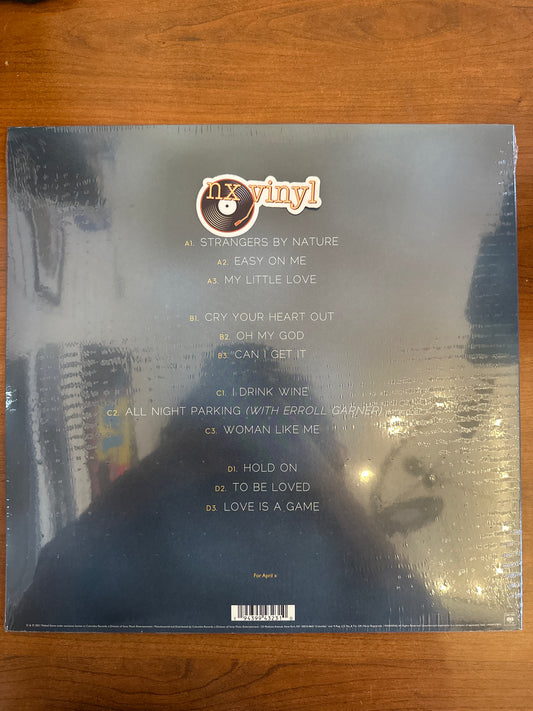 nx vinyl
A1. STRANGERS BY NATURE
A2. EASY ON ME
A3. MY LITTLE LOVE
B1. CRY YOUR HEART OUT
B2. OH MY GOD
B3. CAN I GET IT
C1. I DRINK WINE
C2. ALL NIGHT PARKING (WITH ERROLL GARNER)
C3. WOMAN LIKE ME
D1. HOLD ON
D2. TO BE LOVED
D3. LOVE IS A GAME
For April x